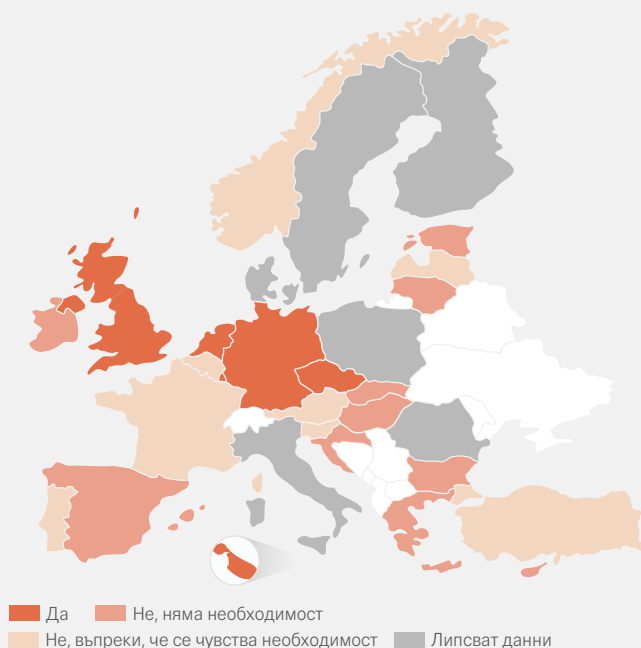 Да Не, няма необходимост
Не, въпреки, че се чувства необходимост Липсват данни